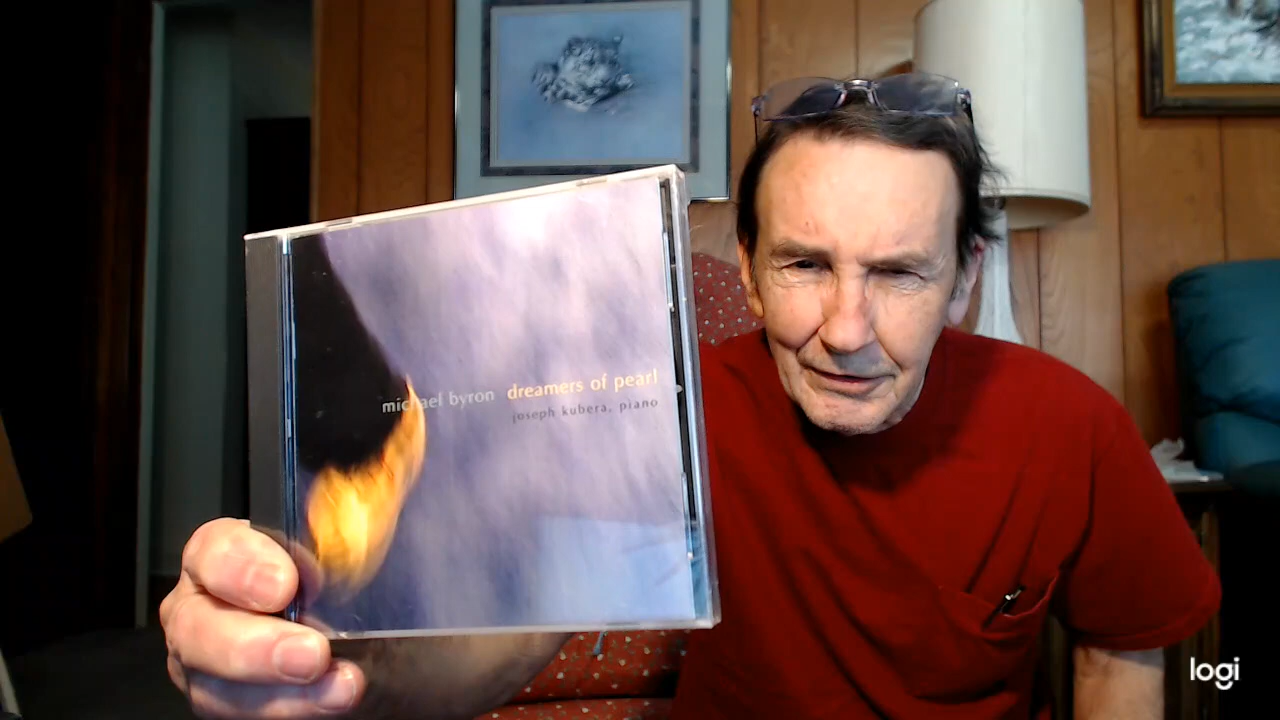 michael byron dreamers of pearl
joseph kubera, piano
logi